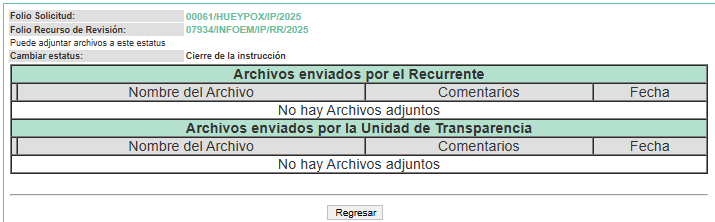 Folio Solicitud: 00061/HUEYPOX/IP/2025
Folio Recurso de Revisión: 07934/INFOEM/IP/RR/2025
Puede adjuntar archivos a este estatus
Cambiar estatus: Cierre de la instrucción
Archivos enviados por el Recurrente
Nombre del Archivo Comentarios Fecha
No hay Archivos adjuntos
Archivos enviados por la Unidad de Transparencia
Nombre del Archivo Comentarios Fecha
No hay Archivos adjuntos
Regresar